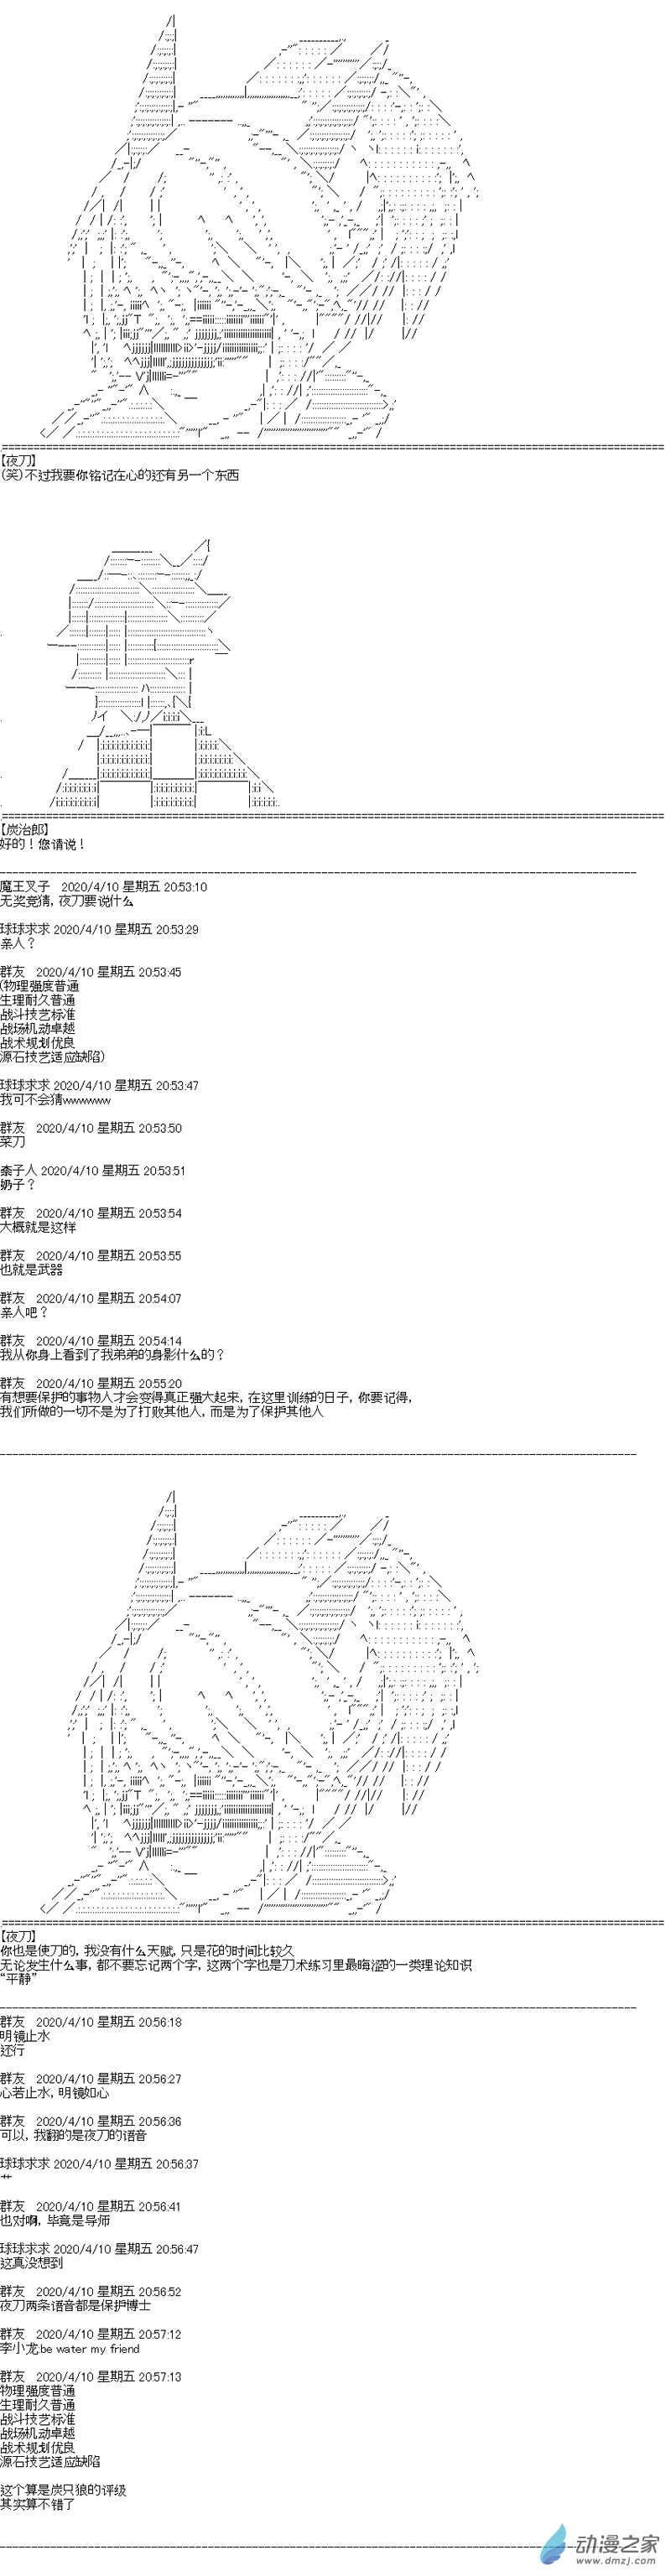 【夜刀】
(笑)不过我要你铭记在心的还有另一个东西
【炭治郎】
好的！您请说！
魔王叉子 2020/4/10 星期五 20:53:10
无奖竞猜，夜刀要说什么
球球求求 2020/4/10 星期五 20:53:29
亲人？
群友 2020/4/10 星期五 20:53:45
(物理强度普通
生理耐久普通
战斗技艺标准
战场机动卓越
战术规划优良
源石技艺适应缺陷)
球球求求 2020/4/10 星期五 20:53:47
我可不会猜wwwwww
群友 2020/4/10 星期五 20:53:50
菜刀
柰子人 2020/4/10 星期五 20:53:51
奶子？
群友 2020/4/10 星期五 20:53:54
大概就是这样
群友 2020/4/10 星期五 20:53:55
也就是武器
群友 2020/4/10 星期五 20:54:07
亲人吧？
群友 2020/4/10 星期五 20:54:14
我从你身上看到了我弟弟的身影什么的？
群友 2020/4/10 星期五 20:55:20
有想要保护的事物人才会变得真正强大起来，在这里训练的日子，你要记得，
我们所做的一切不是为了打败其他人，而是为了保护其他人
【夜刀】
你也是使刀的，我没有什么天赋，只是花的时间比较久
无论发生什么事，都不要忘记两个字，这两个字也是刀术练习里最晦涩的一类理论知识
“平静”
群友 2020/4/10 星期五 20:56:18
明镜止水
还行
群友 2020/4/10 星期五 20:56:27
心若止水，明镜如心
群友 2020/4/10 星期五 20:56:36
可以，我翻的是夜刀的语音
球球求求 2020/4/10 星期五 20:56:37
艹
群友 2020/4/10 星期五 20:56:41
也对啊，毕竟是导师
球球求求 2020/4/10 星期五 20:56:47
这真没想到
群友 2020/4/10 星期五 20:56:52
夜刀两条语音都是保护博士
群友 2020/4/10 星期五 20:57:12
李小龙:be water my friend
群友 2020/4/10 星期五 20:57:13
物理强度普通
生理耐久普通
战斗技艺标准
战场机动卓越
战术规划优良
源石技艺适应缺陷
这个算是炭只狼的评级
其实算不错了
动漫之家
www.dmzj.com